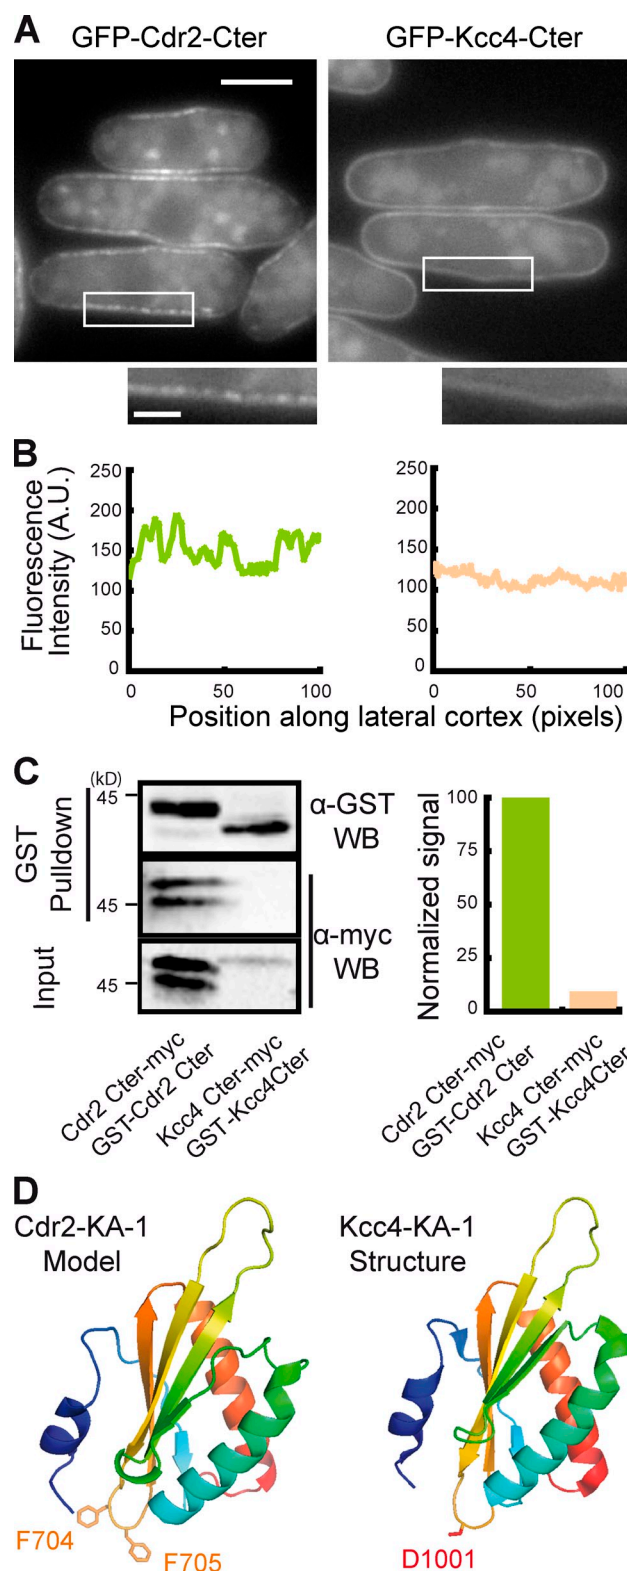 A
GFP-Cdr2-Cter
GFP-Kcc4-Cter
B
Fluorescence
Intensity (A.U.)
250
200
150
100
50
0
0
50
100
250
200
150
100
50
0
0
50
100
Position along lateral cortex (pixels)
C
(kD)
GST
Pulldown
Input
45
45
45
α-GST
WB
α-myc
WB
Cdr2 Cter-myc
GST-Cdr2 Cter
Kcc4 Cter-myc
GST-Kcc4Cter
Normalized signal
100
75
50
25
0
Cdr2 Cter-myc
GST-Cdr2 Cter
Kcc4 Cter-myc
GST-Kcc4Cter
D
Cdr2-KA-1
Model
Kcc4-KA-1
Structure
F704
F705
D1001